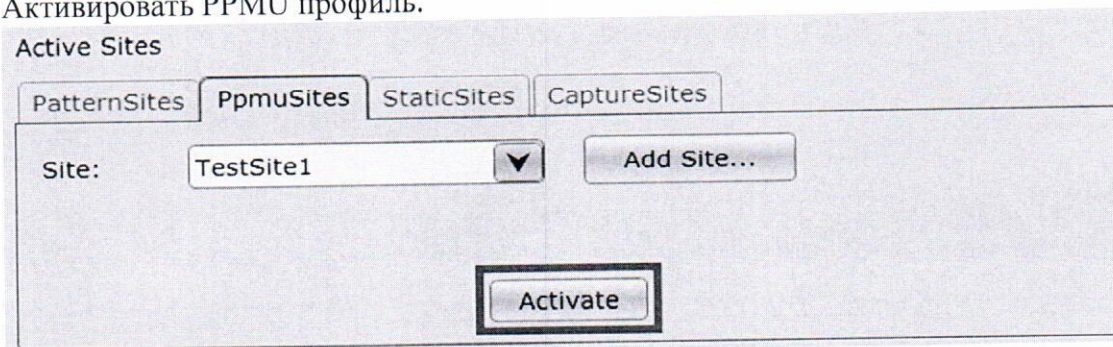 Активировать PPMU профиль.
Active Sites
PatternSites PpmuSites StaticSites CaptureSites
Site: TestSite1 Add Site...
Activate